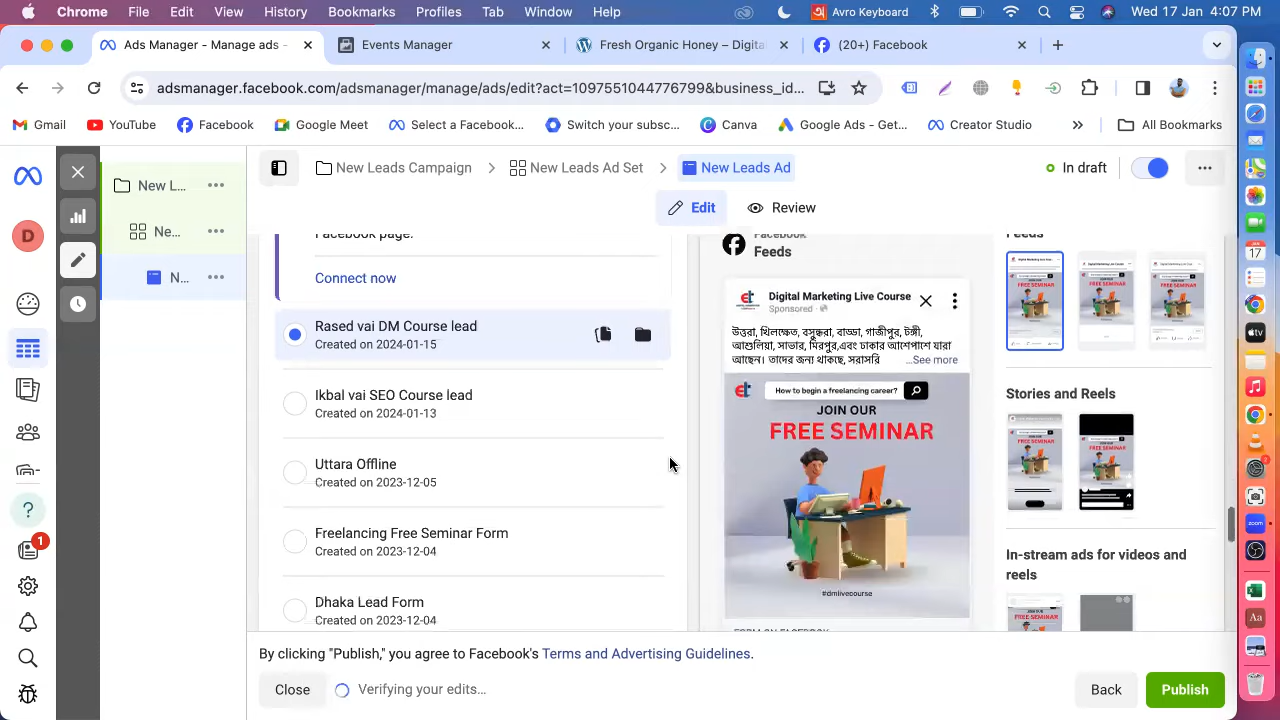 Edit View History Bookmarks Profiles Tab Window Help Avro Keyboard Wed 17 Jan 4:07 PM
Ads Manager - Manage ads - Events Manager Fresh Organic Honey – Digit (20+) Facebook
adsmanager.facebook.com/adsmanager/manage/ads/edit?act=1097551044776799&business_id...
Gmail YouTube Facebook Google Meet Select a Facebook... Switch your subsc... Canva Google Ads - Get... Creator Studio All Bookmarks
New L... New Leads Campaign New Leads Ad Set New Leads Ad In draft
Ne...
N...
D
Edit Review
Facebook page.
Connect now
Rased vai DM Course lead
Created on 2024-01-15
Ikbal vai SEO Course lead
Created on 2024-01-13
Uttara Offline
Created on 2023-12-05
Freelancing Free Seminar Form
Created on 2023-12-04
Dhaka Lead Form
Created on 2023-12-04
Facebook
Feeds
Digital Marketing Live Course
Sponsored
উত্তরা, খিলক্ষেত, বসুন্ধরা, বাড্ডা, গাজীপুর, টঙ্গী,
আশুলিয়া, সাভার, মিরপুর,এবং ঢাকার আশেপাশে যারা
আছেন। তাদের জন্য থাকছে, সরাসরি ...See more
How to begin a freelancing career?
JOIN OUR
FREE SEMINAR
#dmlivecourse
FORM ON FACEBOOK
Feeds
Stories and Reels
In-stream ads for videos and
reels
By clicking "Publish," you agree to Facebook's Terms and Advertising Guidelines.
Close Verifying your edits... Back Publish